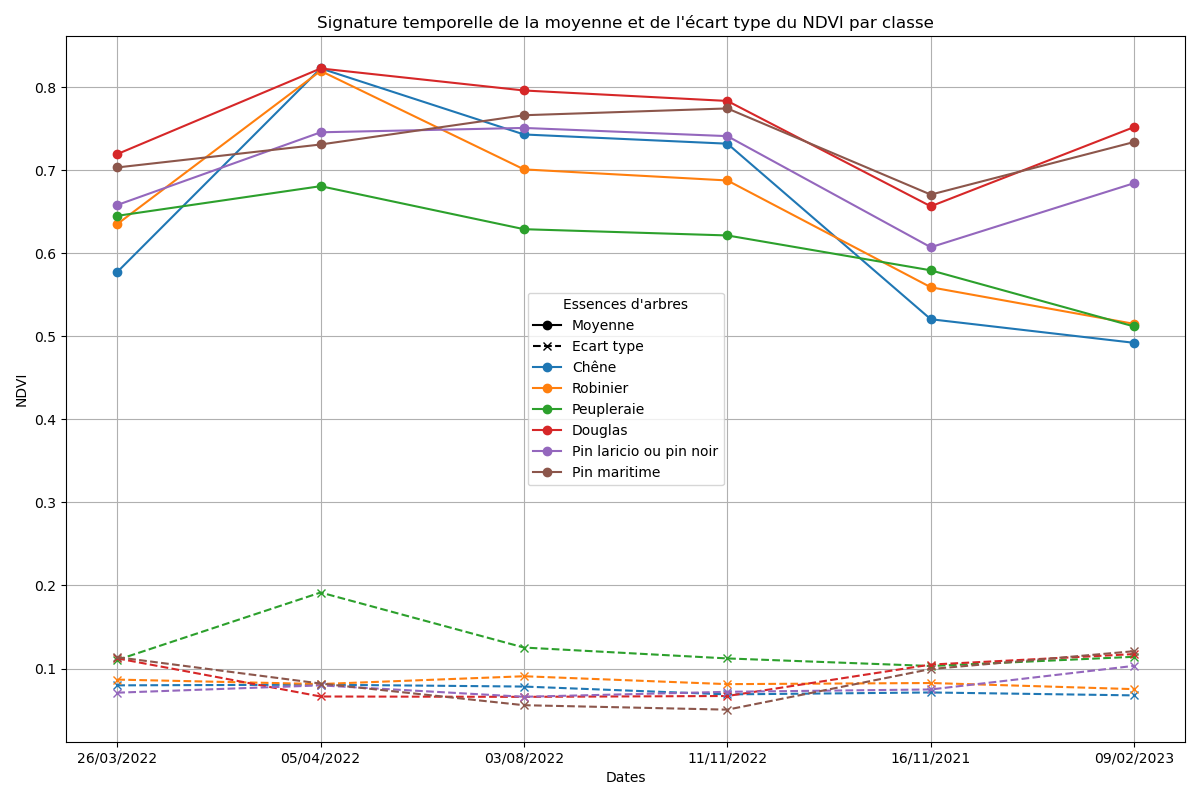 Signature temporelle de la moyenne et de l'écart type du NDVI par classe
NDVI
0.8
0.7
0.6
0.5
0.4
0.3
0.2
0.1
Essences d'arbres
Moyenne
Ecart type
Chêne
Robinier
Peupleraie
Douglas
Pin laricio ou pin noir
Pin maritime
26/03/2022 05/04/2022 03/08/2022 11/11/2022 16/11/2021 09/02/2023
Dates